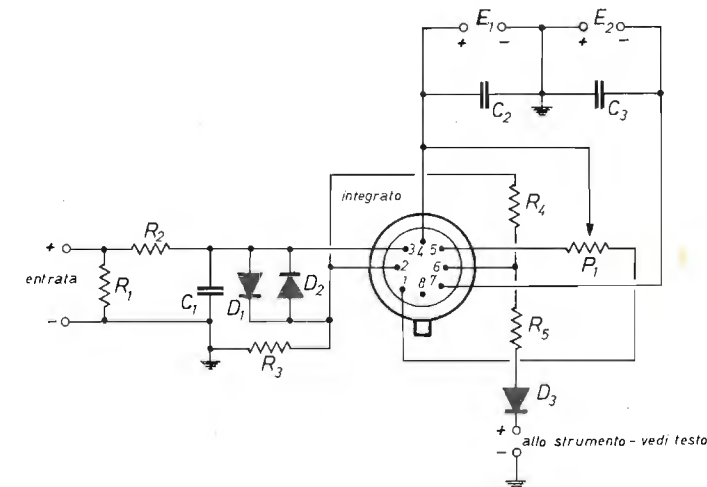 E1
E2
+ - + -
C2
C3
integrato
R4
R2
+
3 4 5
P1
entrata
R1
C1
D1
D2
2
6
1 8 7
-
R3
R5
D3
+
allo strumento - vedi testo
-